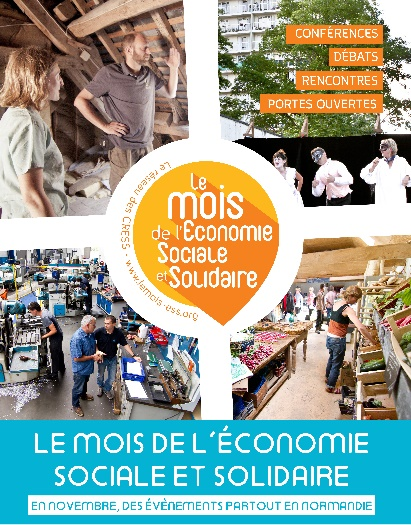 CONFÉRENCES
DÉBATS
RENCONTRES
PORTES OUVERTES
Le
mois
de l'Économie
Sociale
et Solidaire
Le réseau des CRESS • www.lemois-ess.org
LE MOIS DE L'ÉCONOMIE
SOCIALE ET SOLIDAIRE
EN NOVEMBRE, DES ÉVÈNEMENTS PARTOUT EN NORMANDIE